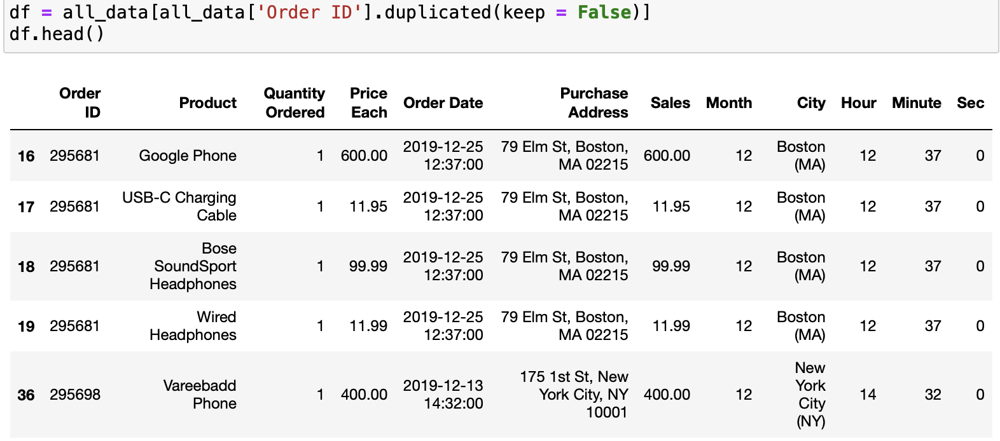 df = all_data[all_data['Order ID'].duplicated(keep = False)]
df.head()
Order ID Product Quantity Ordered Price Each Order Date Purchase Address Sales Month City Hour Minute Sec
16 295681 Google Phone 1 600.00 2019-12-25 12:37:00 79 Elm St, Boston, MA 02215 600.00 12 Boston (MA) 12 37 0
17 295681 USB-C Charging Cable 1 11.95 2019-12-25 12:37:00 79 Elm St, Boston, MA 02215 11.95 12 Boston (MA) 12 37 0
18 295681 Bose SoundSport Headphones 1 99.99 2019-12-25 12:37:00 79 Elm St, Boston, MA 02215 99.99 12 Boston (MA) 12 37 0
19 295681 Wired Headphones 1 11.99 2019-12-25 12:37:00 79 Elm St, Boston, MA 02215 11.99 12 Boston (MA) 12 37 0
36 295698 Vareebadd Phone 1 400.00 2019-12-13 14:32:00 175 1st St, New York City, NY 10001 400.00 12 New York City (NY) 14 32 0